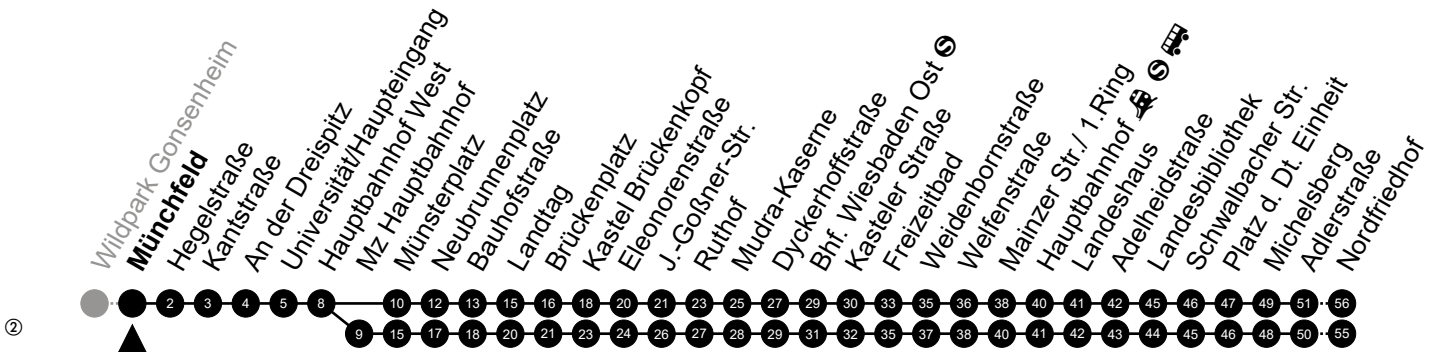 Wildpark Gonsenheim
Münchfeld
Hegelstraße
Kantstraße
An der Dreispitz
Universität/Haupteingang
Hauptbahnhof West
Mz Hauptbahnhof
Münsterplatz
Neubrunnenplatz
Bauhofstraße
Landtag
Brückenplatz
Kastel Brückenkopf
Eleonorenstraße
J.-Goßner-Str.
Ruthof
Mudra-Kaserne
Dyckerhoffstraße
Bhf. Wiesbaden Ost S
Kasteler Straße
Freizeitbad
Weidenbornstraße
Welfenstraße
Mainzer Str./ 1.Ring
Hauptbahnhof S
Landeshaus
Adelheidstraße
Landesbibliothek
Schwalbacher Str.
Platz d. Dt. Einheit
Michelsberg
Adlerstraße
Nordfriedhof
2 3 4 5 8 10 12 13 15 16 18 20 21 23 25 27 29 30 33 35 36 38 40 41 42 45 46 47 49 51 56
② 9 15 17 18 20 21 23 24 26 27 28 29 31 32 35 37 38 40 41 42 43 44 45 46 48 50 55